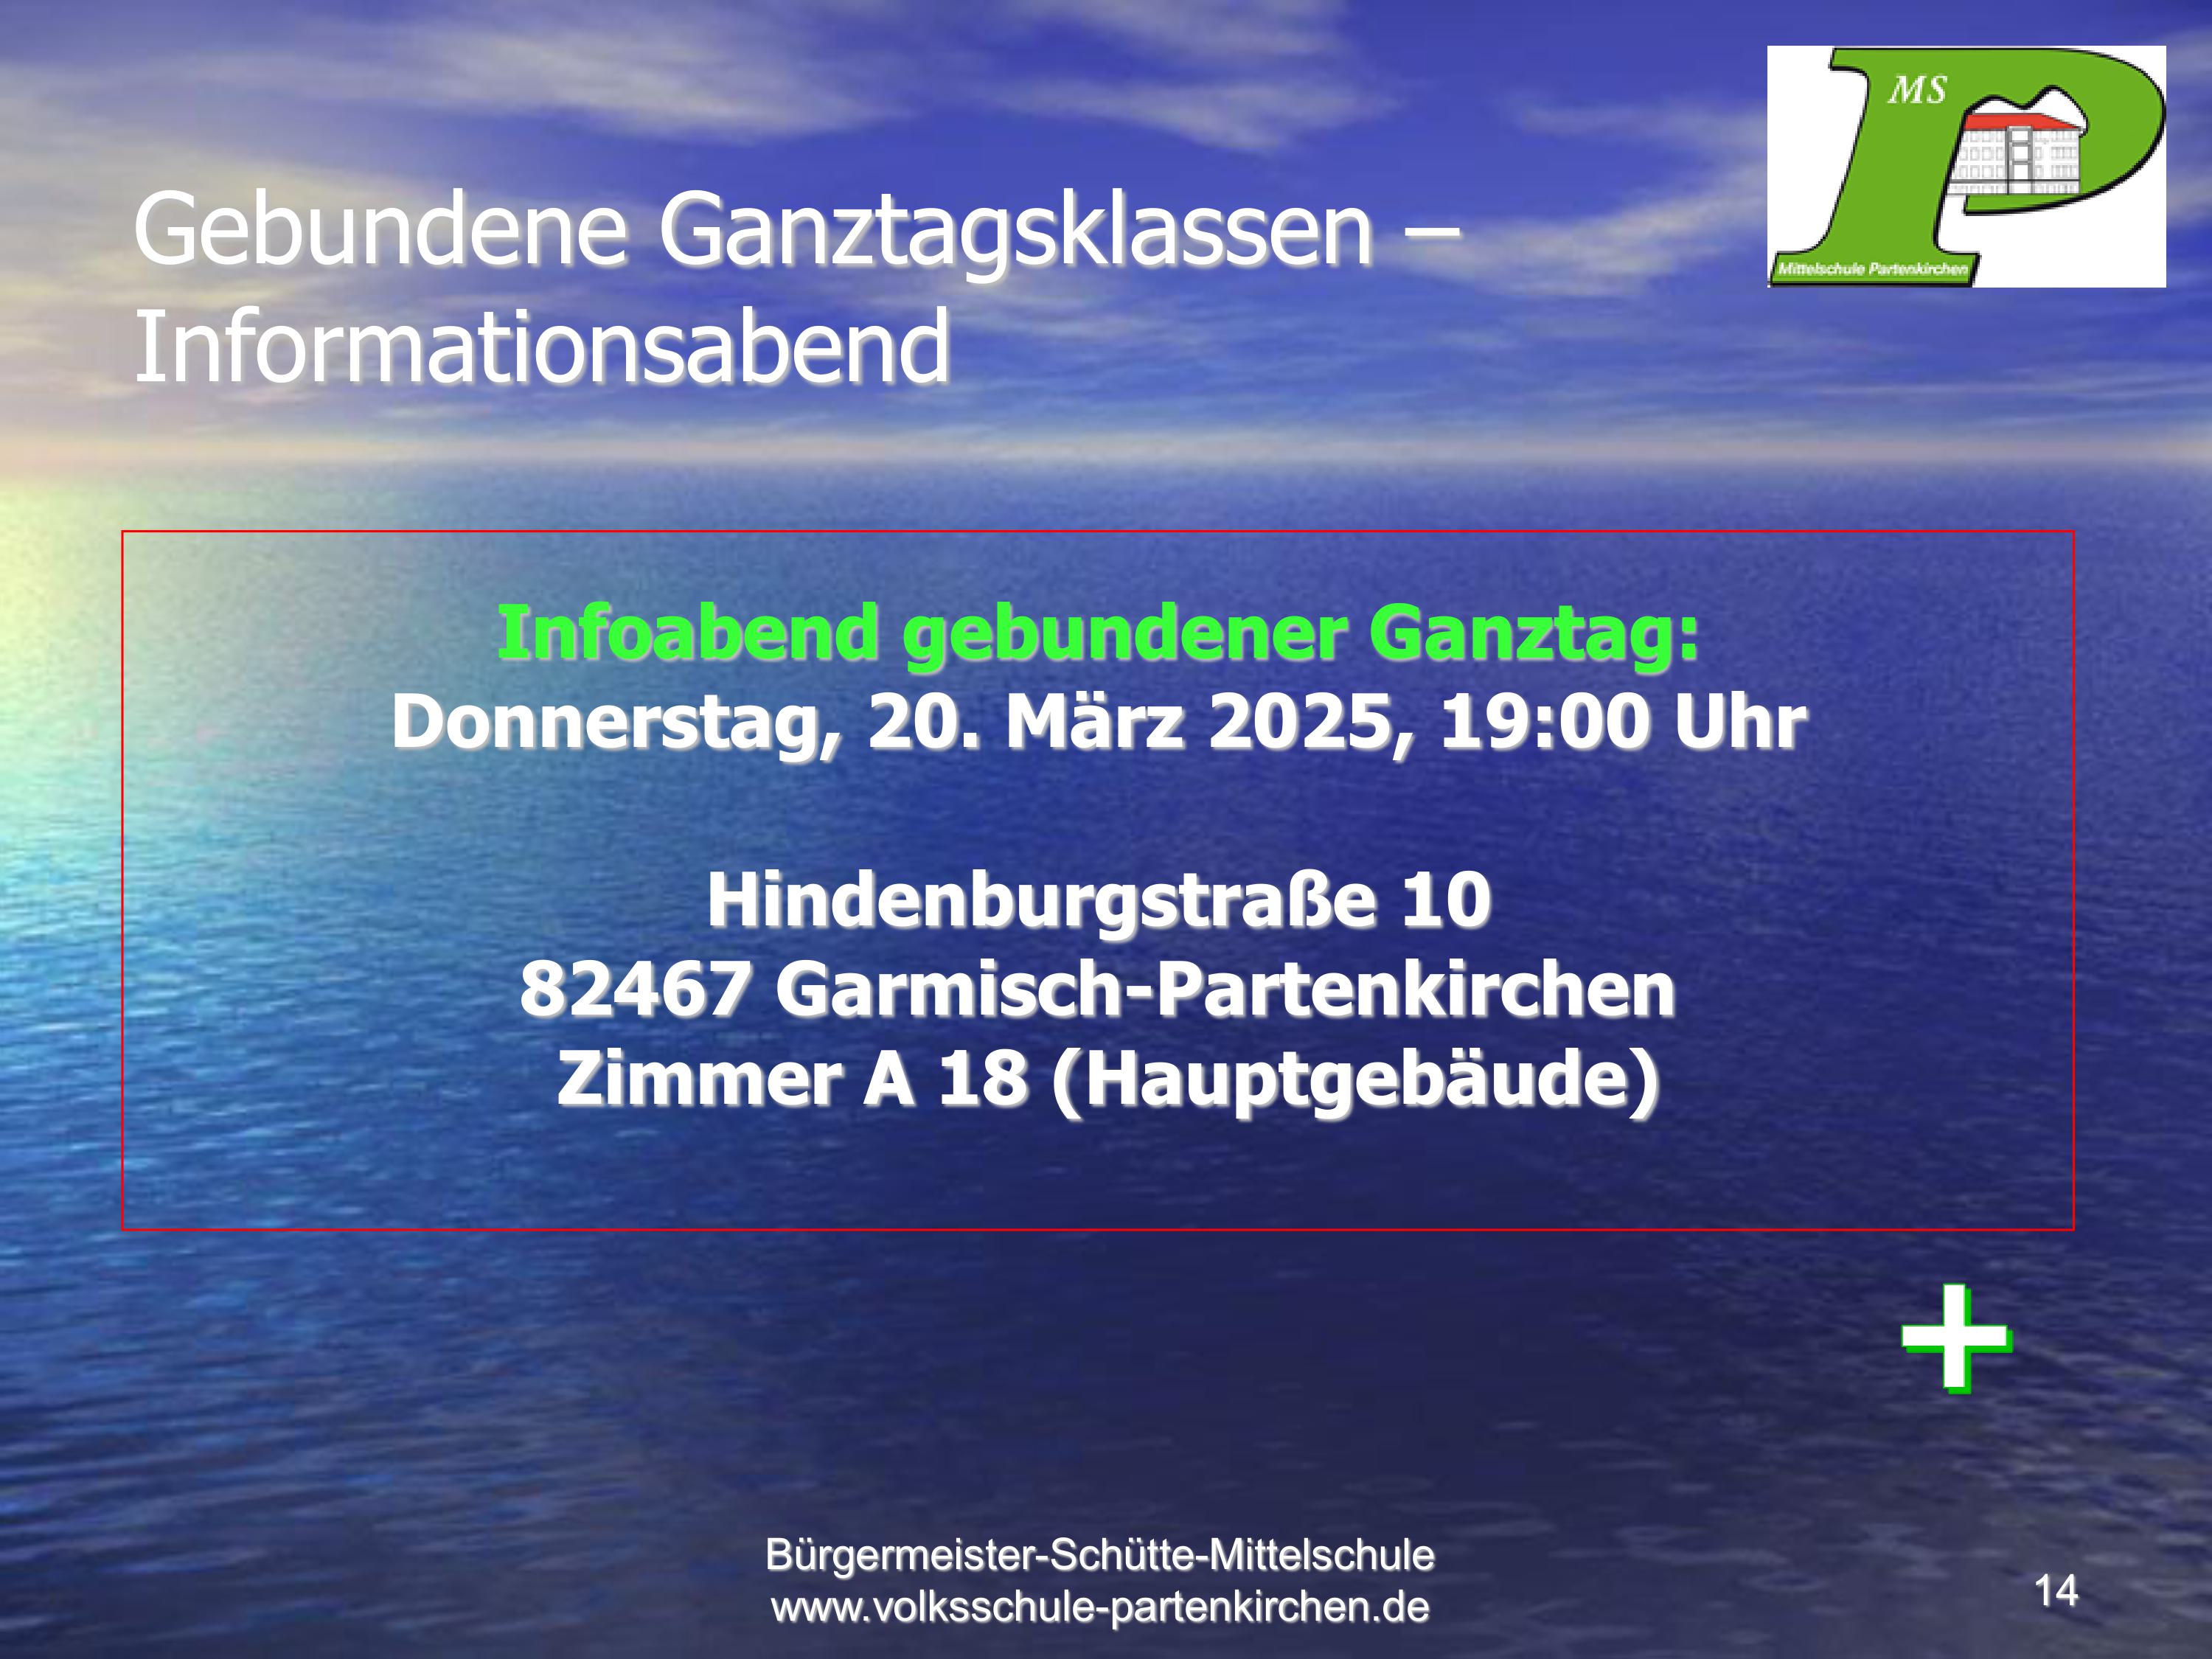 MS
Mittelschule Partenkirchen
Gebundene Ganztagsklassen –
Informationsabend
Infoabend gebundener Ganztag:
Donnerstag, 20. März 2025, 19:00 Uhr
Hindenburgstraße 10
82467 Garmisch-Partenkirchen
Zimmer A 18 (Hauptgebäude)
+
Bürgermeister-Schütte-Mittelschule
www.volksschule-partenkirchen.de
14